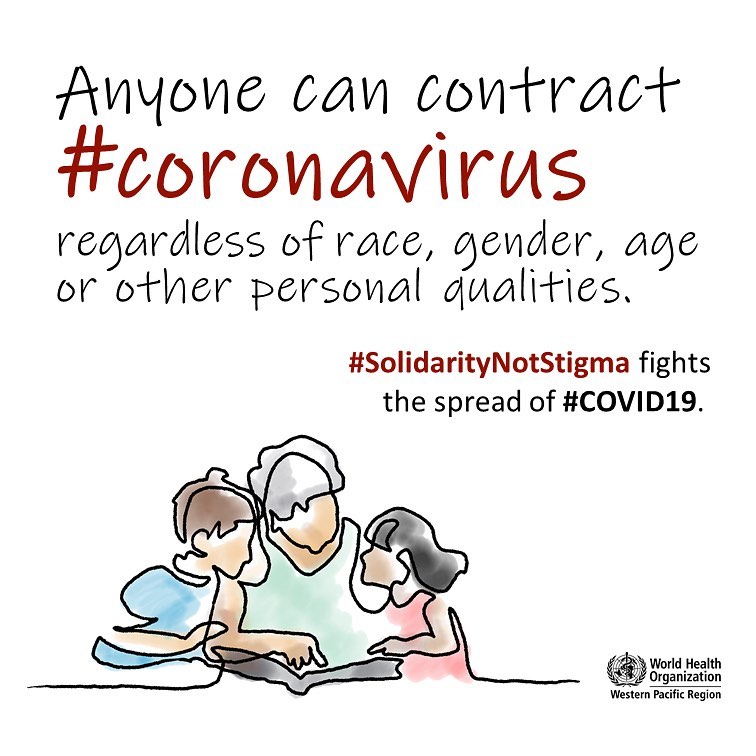 Anyone can contract
#coronavirus
regardless of race, gender, age
or other personal qualities.
#SolidarityNotStigma fights
the spread of #COVID19.
World Health
Organization
Western Pacific Region